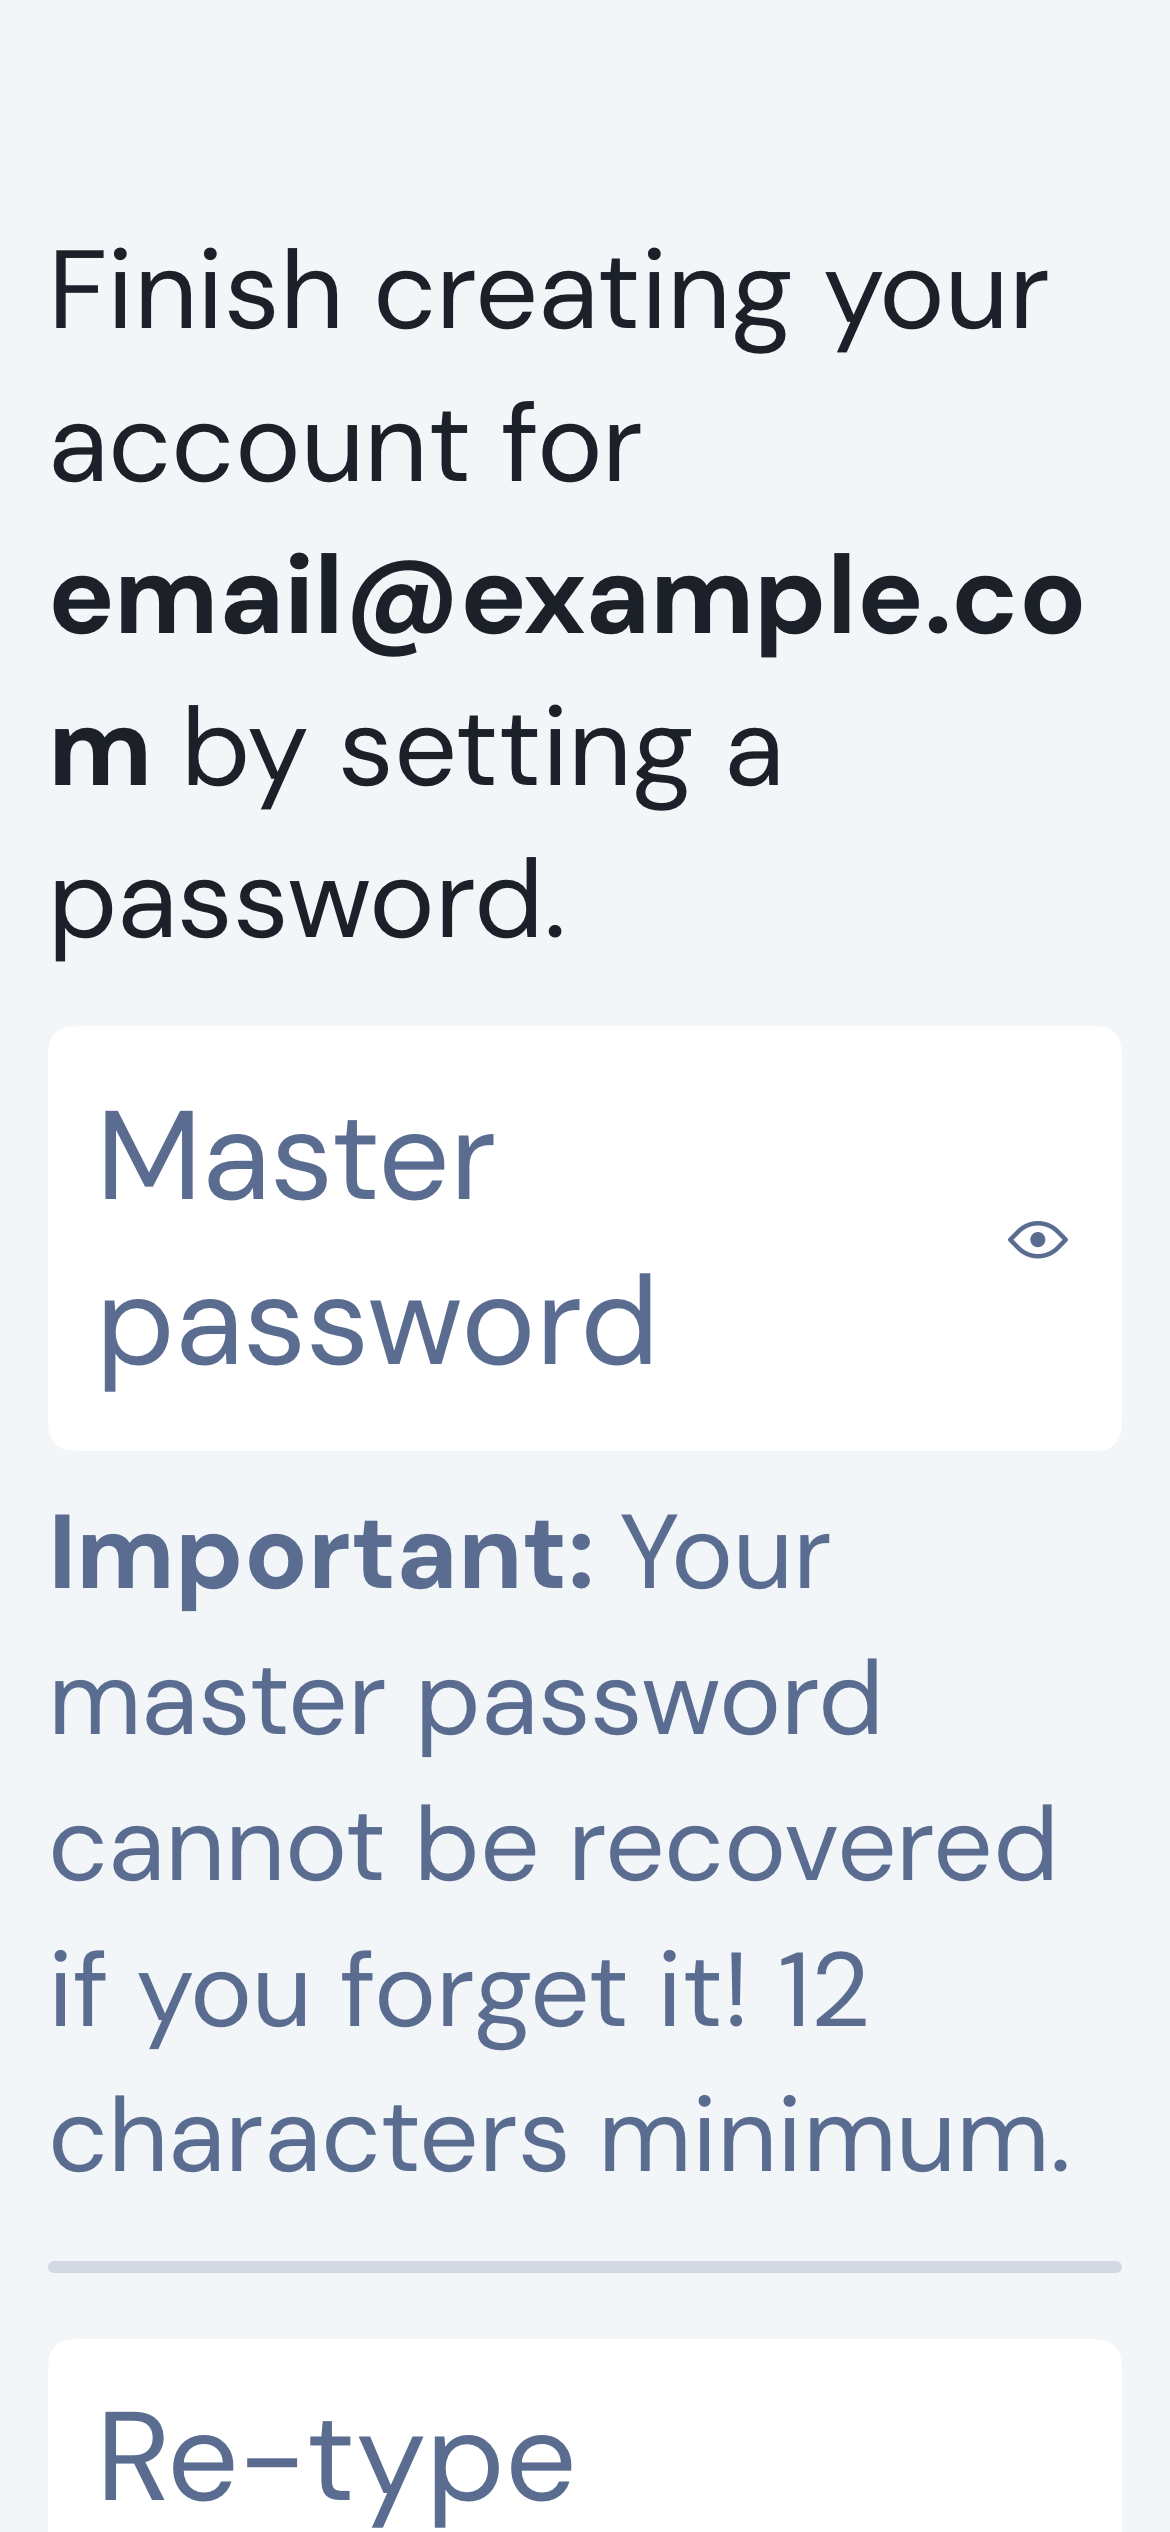 Finish creating your
account for
email@example.co
m by setting a
password.
Master
password
Important: Your
master password
cannot be recovered
if you forget it! 12
characters minimum.
Re-type